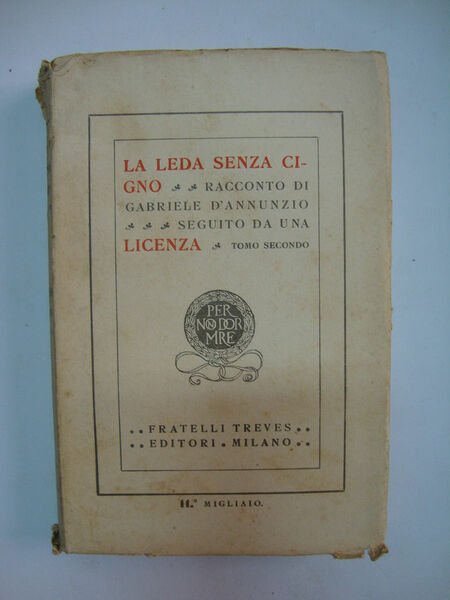 LA LEDA SENZA CI-
GNO RACCONTO DI
GABRIELE D'ANNUNZIO
SEGUITO DA UNA
LICENZA TOMO SECONDO
PER
NON DOR
MIRE
. . FRATELLI TREVES . .
. . EDITORI . MILANO . .
11.° MIGLIAIO.